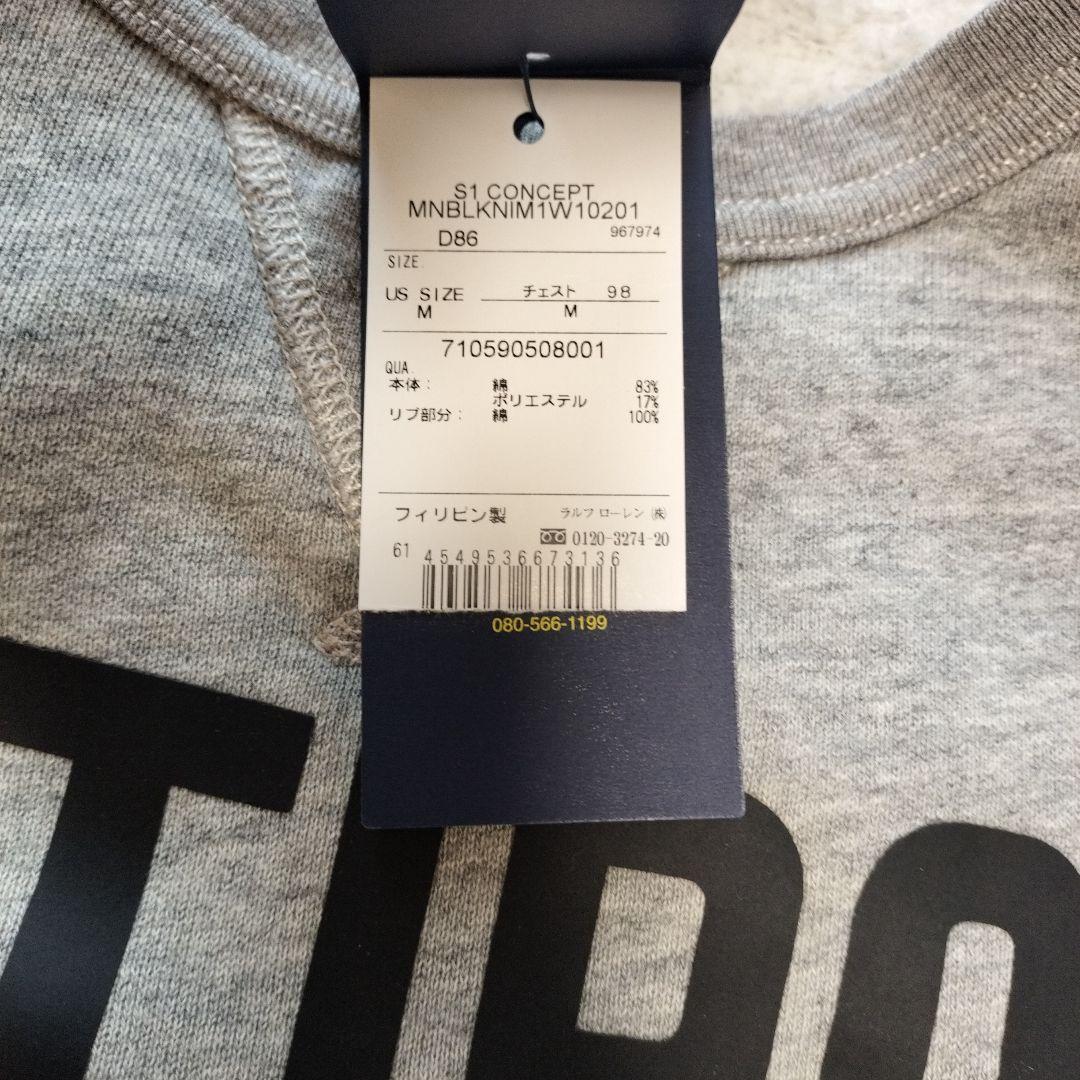 S1 CONCEPT
MNBLKNIM1W10201
D86 967974
SIZE.
US SIZE チェスト 98
M M
710590508001
QUA.
本体： 綿 83%
ポリエステル 17%
リブ部分： 綿 100%
フィリピン製 ラルフ ローレン ㈱
0120-3274-20
61 4549536673136
080-566-1199